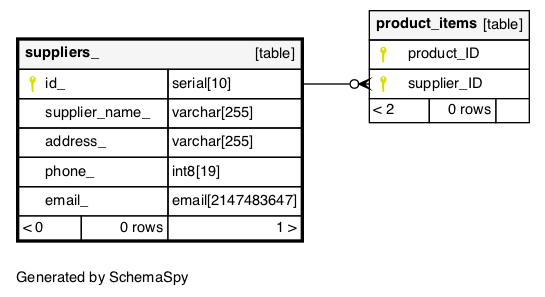 suppliers_ [table]
id_ serial[10]
supplier_name_ varchar[255]
address_ varchar[255]
phone_ int8[19]
email_ email[2147483647]
< 0 0 rows 1 >
product_items [table]
product_ID
supplier_ID
< 2 0 rows
Generated by SchemaSpy